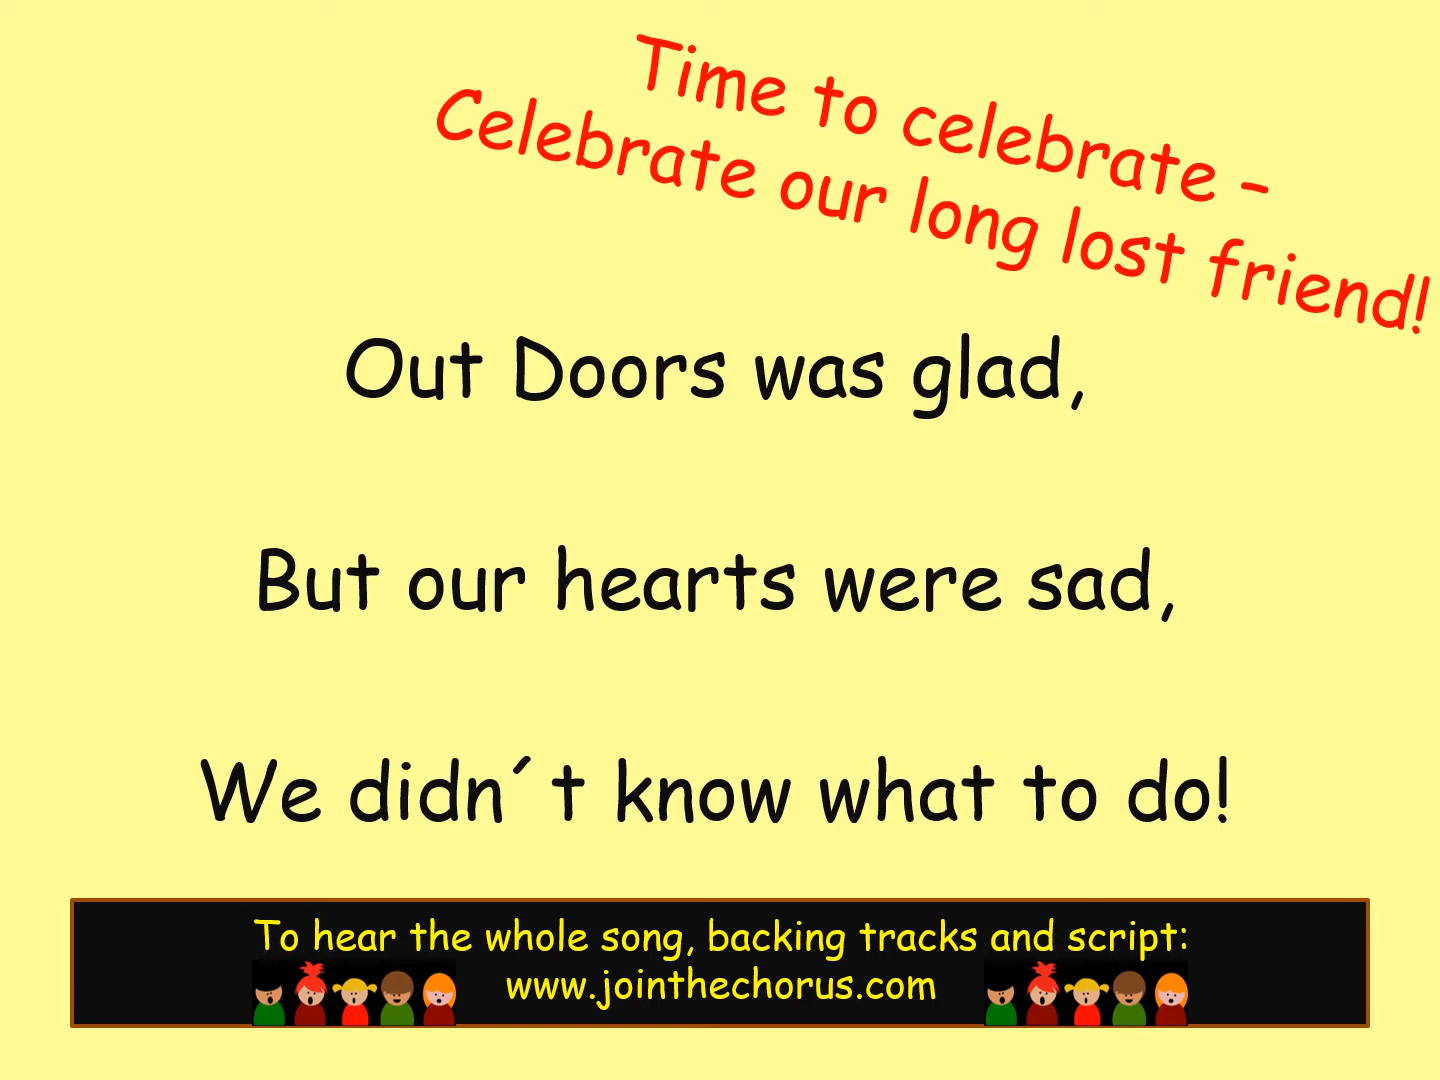 Time to celebrate –
Celebrate our long lost friend!
Out Doors was glad,
But our hearts were sad,
We didn´t know what to do!
To hear the whole song, backing tracks and script:
www.jointhechorus.com